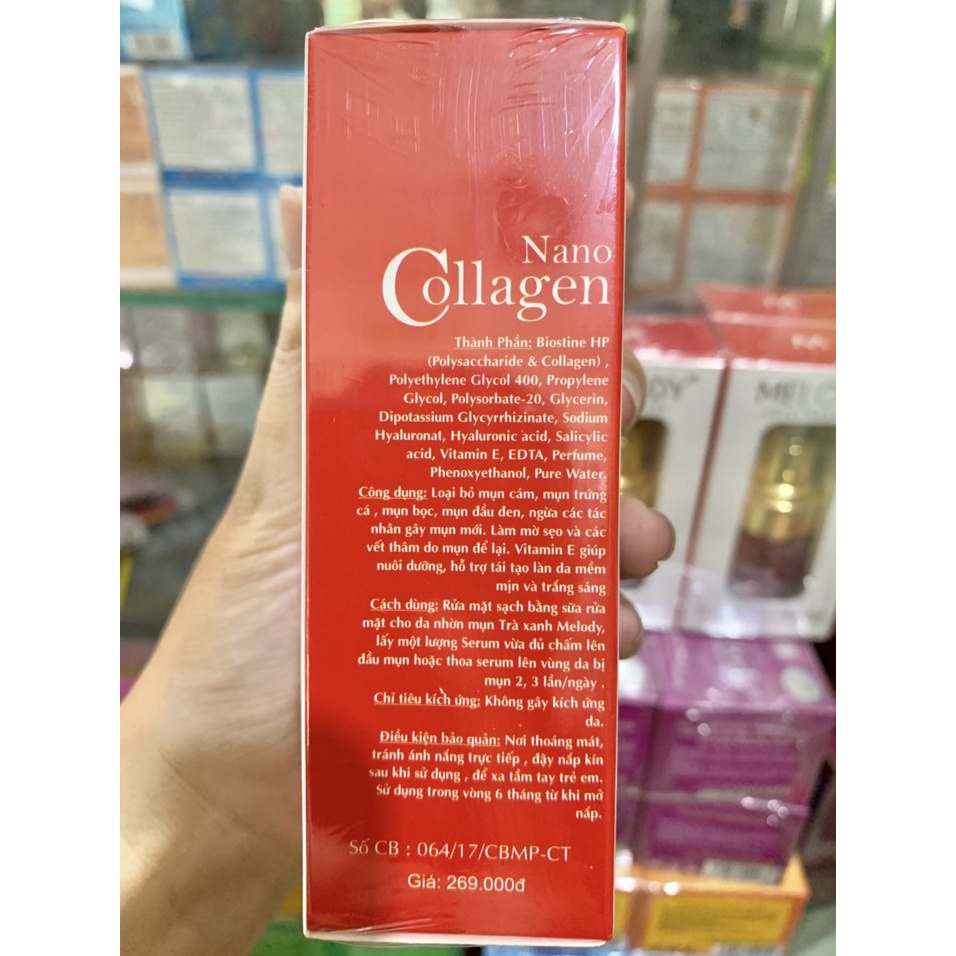 Nano
Collagen
Thành Phần: Biostine HP
(Polysaccharide & Collagen) ,
Polyethylene Glycol 400, Propylene
Glycol, Polysorbate-20, Glycerin,
Dipotassium Glycyrrhizinate, Sodium
Hyaluronat, Hyaluronic acid, Salicylic
acid, Vitamin E, EDTA, Perfume,
Phenoxyethanol, Pure Water.
Công dụng: Loại bỏ mụn cám, mụn trứng
cá , mụn bọc, mụn đầu đen, ngừa các tác
nhân gây mụn mới. Làm mờ sẹo và các
vết thâm do mụn để lại. Vitamin E giúp
nuôi dưỡng, hỗ trợ tái tạo làn da mềm
mịn và trắng sáng
Cách dùng: Rửa mặt sạch bằng sữa rửa
mặt cho da nhờn mụn Trà xanh Melody,
lấy một lượng Serum vừa đủ chấm lên
đầu mụn hoặc thoa serum lên vùng da bị
mụn 2, 3 lần/ngày .
Chỉ tiêu kích ứng: Không gây kích ứng
da.
Điều kiện bảo quản: Nơi thoáng mát,
tránh ánh nắng trực tiếp , đậy nắp kín
sau khi sử dụng , để xa tầm tay trẻ em.
Sử dụng trong vòng 6 tháng từ khi mở
nắp.
Số CB : 064/17/CBMP-CT
Giá: 269.000đ